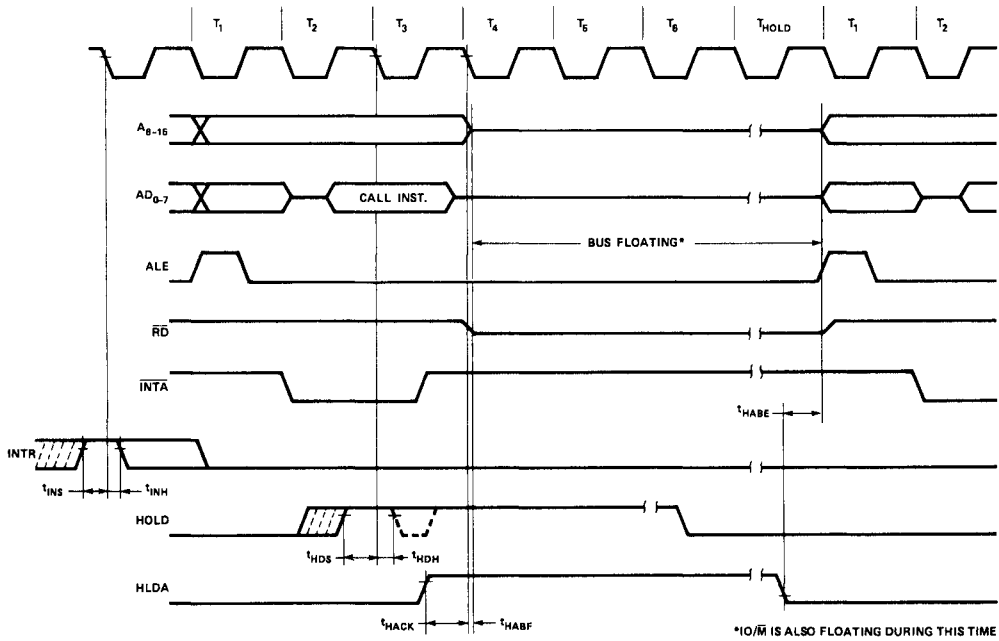 T1 T2 T3 T4 T5 T6 THOLD T1 T2
A8-15
AD0-7 CALL INST.
BUS FLOATING*
ALE
RD
INTA
tHABE
INTR
tINS tINH
HOLD
tHDS tHDH
HLDA
tHACK tHABF
*IO/M IS ALSO FLOATING DURING THIS TIME